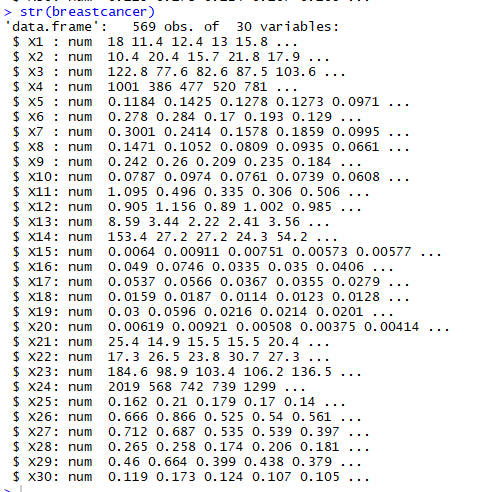 > str(breastcancer)
'data.frame':   569 obs. of  30 variables:
 $ X1 : num  18 11.4 12.4 13 15.8 ...
 $ X2 : num  10.4 20.4 15.7 21.8 17.9 ...
 $ X3 : num  122.8 77.6 82.6 87.5 103.6 ...
 $ X4 : num  1001 386 477 520 781 ...
 $ X5 : num  0.1184 0.1425 0.1278 0.1273 0.0971 ...
 $ X6 : num  0.278 0.284 0.17 0.193 0.129 ...
 $ X7 : num  0.3001 0.2414 0.1578 0.1859 0.0995 ...
 $ X8 : num  0.1471 0.1052 0.0809 0.0935 0.0661 ...
 $ X9 : num  0.242 0.26 0.209 0.235 0.184 ...
 $ X10: num  0.0787 0.0974 0.0761 0.0739 0.0608 ...
 $ X11: num  1.095 0.496 0.335 0.306 0.506 ...
 $ X12: num  0.905 1.156 0.89 1.002 0.985 ...
 $ X13: num  8.59 3.44 2.22 2.41 3.56 ...
 $ X14: num  153.4 27.2 27.2 24.3 54.2 ...
 $ X15: num  0.0064 0.00911 0.00751 0.00573 0.00577 ...
 $ X16: num  0.049 0.0746 0.0335 0.035 0.0406 ...
 $ X17: num  0.0537 0.0566 0.0367 0.0355 0.0279 ...
 $ X18: num  0.0159 0.0187 0.0114 0.0123 0.0128 ...
 $ X19: num  0.03 0.0596 0.0216 0.0214 0.0201 ...
 $ X20: num  0.00619 0.00921 0.00508 0.00375 0.00414 ...
 $ X21: num  25.4 14.9 15.5 15.5 20.4 ...
 $ X22: num  17.3 26.5 23.8 30.7 27.3 ...
 $ X23: num  184.6 98.9 103.4 106.2 136.5 ...
 $ X24: num  2019 568 742 739 1299 ...
 $ X25: num  0.162 0.21 0.179 0.17 0.14 ...
 $ X26: num  0.666 0.866 0.525 0.54 0.561 ...
 $ X27: num  0.712 0.687 0.535 0.539 0.397 ...
 $ X28: num  0.265 0.258 0.174 0.206 0.181 ...
 $ X29: num  0.46 0.664 0.399 0.438 0.379 ...
 $ X30: num  0.119 0.173 0.124 0.107 0.105 ...